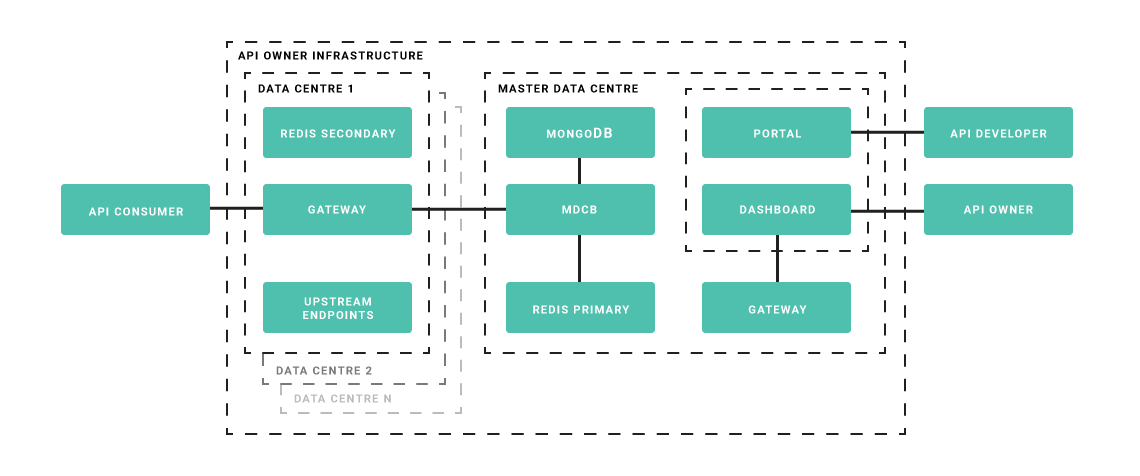 API OWNER INFRASTRUCTURE
DATA CENTRE 1
MASTER DATA CENTRE
REDIS SECONDARY
MONGODB
PORTAL
API DEVELOPER
API CONSUMER
GATEWAY
MDCB
DASHBOARD
API OWNER
UPSTREAM
ENDPOINTS
REDIS PRIMARY
GATEWAY
DATA CENTRE 2
DATA CENTRE N